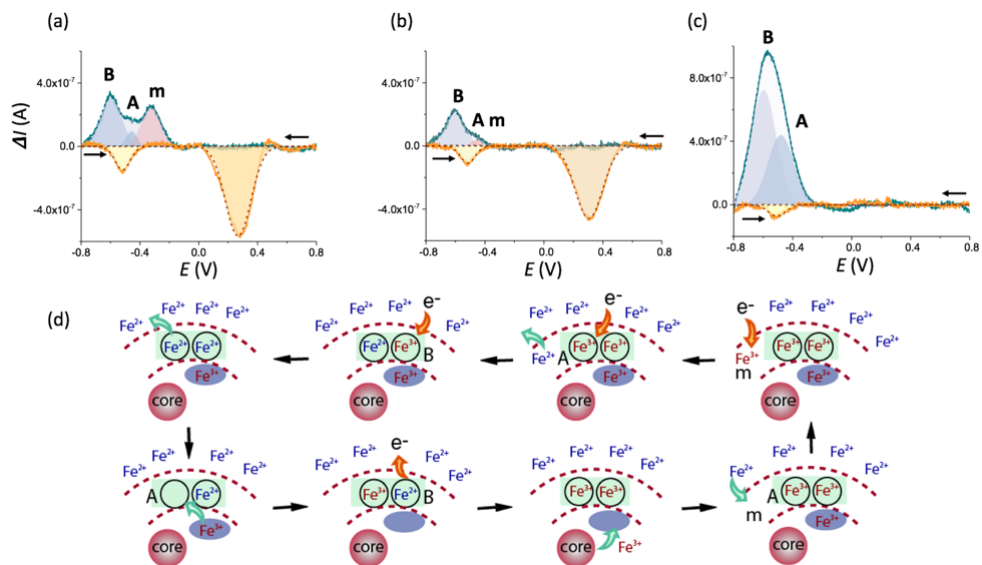 (a)
(b)
(c)
ΔI (A)
4.0x10⁻⁷
0.0
-4.0x10⁻⁷
B
A
m
-0.8 -0.4 0.0 0.4 0.8
E (V)
4.0x10⁻⁷
0.0
-4.0x10⁻⁷
B
A m
-0.8 -0.4 0.0 0.4 0.8
E (V)
8.0x10⁻⁷
4.0x10⁻⁷
0.0
B
A
-0.8 -0.4 0.0 0.4 0.8
E (V)
(d)
Fe²⁺ Fe²⁺ Fe²⁺ Fe²⁺
Fe²⁺ Fe²⁺
Fe³⁺
core
Fe²⁺ Fe²⁺ Fe²⁺ Fe²⁺
e-
Fe²⁺ Fe³⁺ B
Fe³⁺
core
Fe²⁺ Fe²⁺ Fe²⁺
e-
Fe²⁺
A Fe³⁺ Fe³⁺
Fe³⁺
core
e-
Fe²⁺ Fe²⁺ Fe²⁺
Fe³⁺ Fe³⁺ Fe³⁺
m
Fe³⁺
core
Fe²⁺ Fe²⁺ Fe²⁺ Fe²⁺ Fe²⁺
A Fe²⁺
Fe³⁺
core
Fe²⁺ Fe²⁺ Fe²⁺ Fe²⁺ Fe²⁺
e-
Fe³⁺ Fe²⁺ B
core
Fe²⁺ Fe²⁺ Fe²⁺ Fe²⁺ Fe²⁺
Fe³⁺ Fe³⁺
core Fe³⁺
Fe²⁺ Fe²⁺ Fe²⁺ Fe²⁺
Fe²⁺
m A Fe³⁺ Fe³⁺
Fe³⁺
core